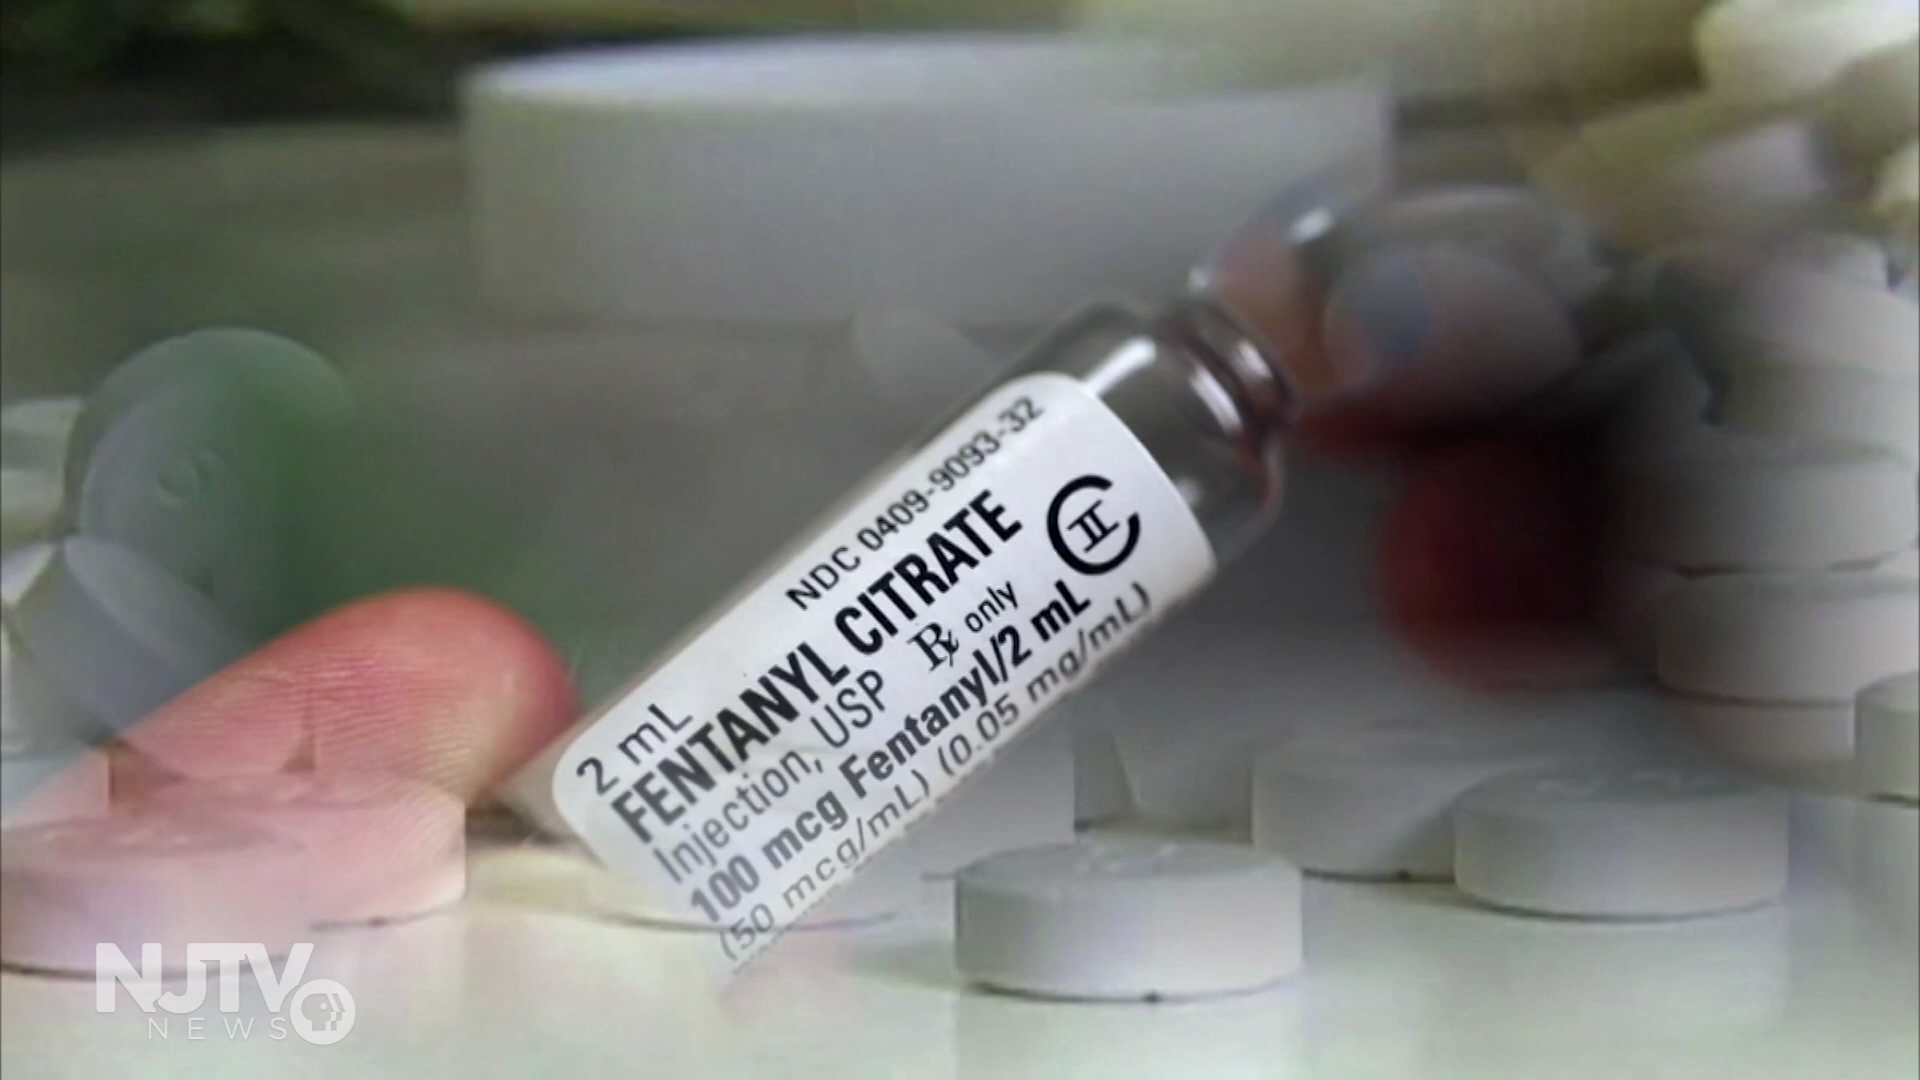 NDC 0409-9093-32
2 mL
FENTANYL CITRATE
Injection, USP Rx only
CII
100 mcg Fentanyl/2 mL
(50 mcg/mL) (0.05 mg/mL)
NJTV
NEWS